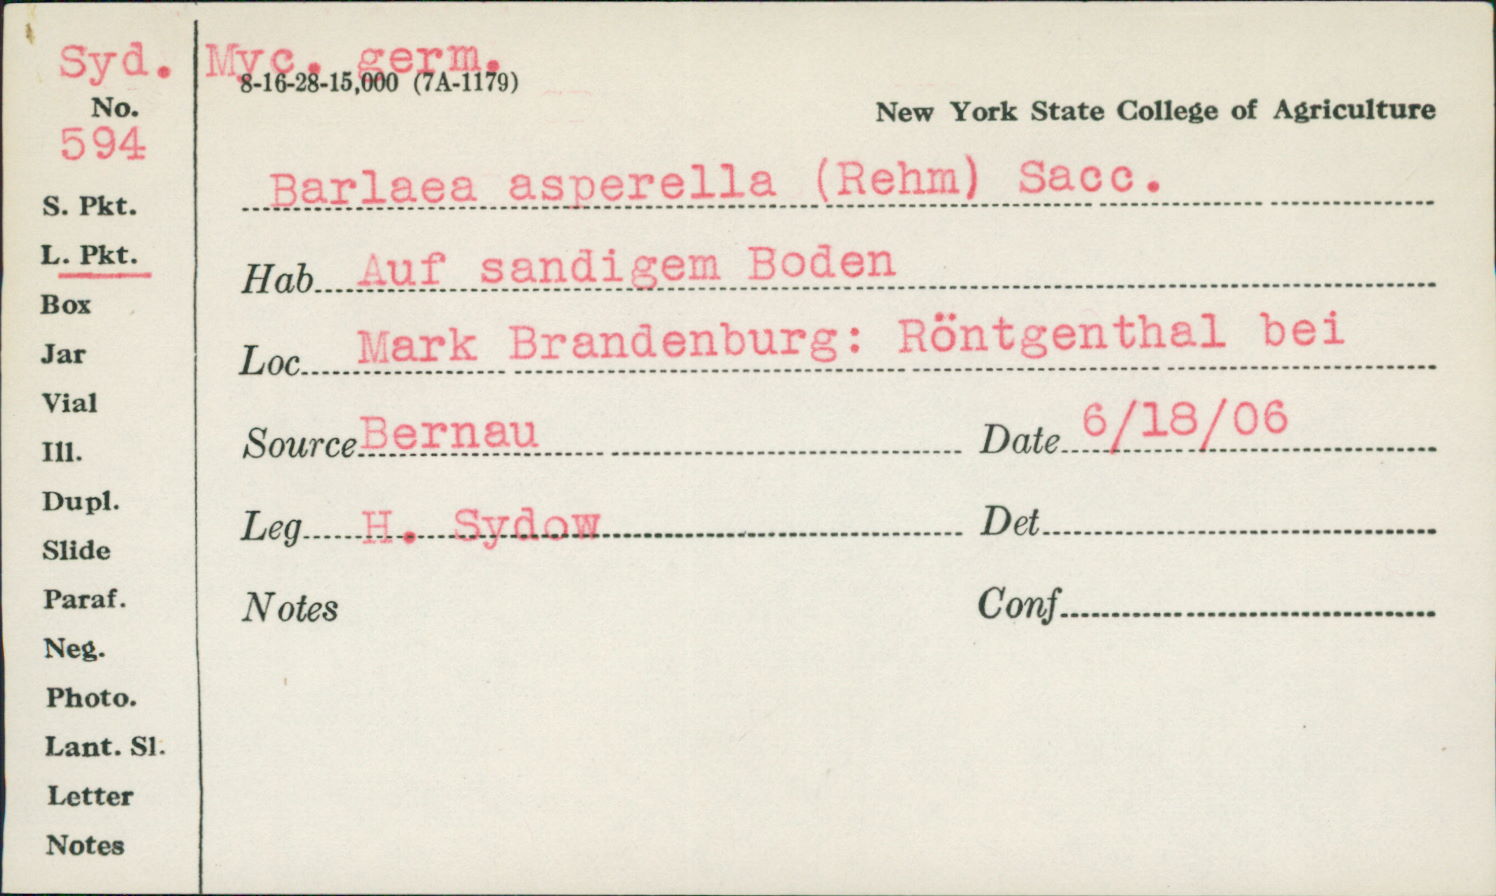 Syd. Myc. germ.
8-16-28-15,000 (7A-1179)
No.
New York State College of Agriculture
594
Barlaea asperella (Rehm) Sacc.
S. Pkt.
L. Pkt.
Hab Auf sandigem Boden
Box
Loc Mark Brandenburg: Röntgenthal bei
Jar
Vial
Source Bernau Date 6/18/06
Ill.
Dupl.
Leg H. Sydow Det
Slide
Paraf.
Notes Conf
Neg.
Photo.
Lant. Sl.
Letter
Notes